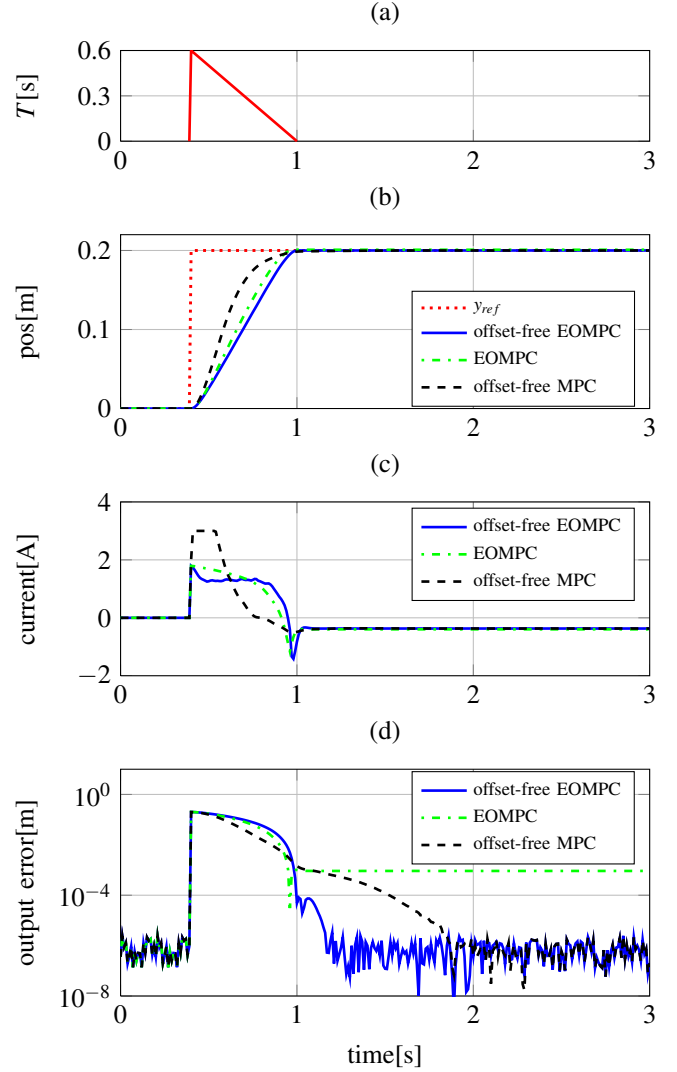 (a)
T[s]
0.6
0.3
0
0 1 2 3
(b)
pos[m]
0.2
0.1
0
y_ref
offset-free EOMPC
EOMPC
offset-free MPC
0 1 2 3
(c)
current[A]
4
2
0
−2
offset-free EOMPC
EOMPC
offset-free MPC
0 1 2 3
(d)
output error[m]
10^0
10^−4
10^−8
offset-free EOMPC
EOMPC
offset-free MPC
0 1 2 3
time[s]